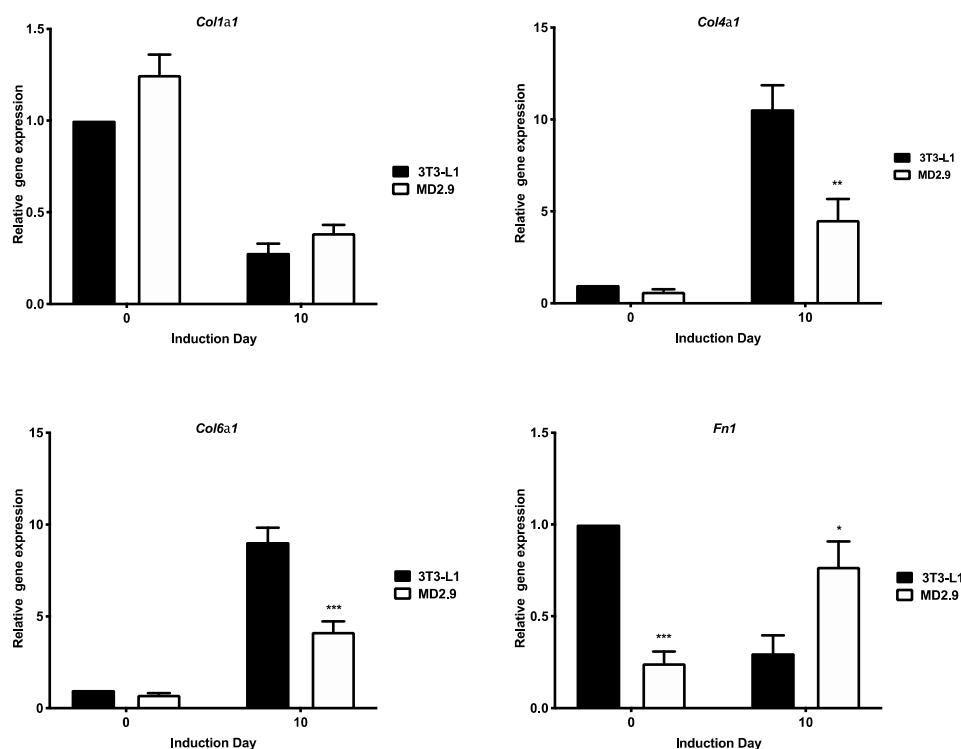 Col1a1
1.5
1.0
0.5
0.0
Relative gene expression
0
10
Induction Day
3T3-L1
MD2.9
Col4a1
15
10
5
0
Relative gene expression
**
0
10
Induction Day
3T3-L1
MD2.9
Col6a1
15
10
5
0
Relative gene expression
***
0
10
Induction Day
3T3-L1
MD2.9
Fn1
1.5
1.0
0.5
0.0
Relative gene expression
***
*
0
10
Induction Day
3T3-L1
MD2.9